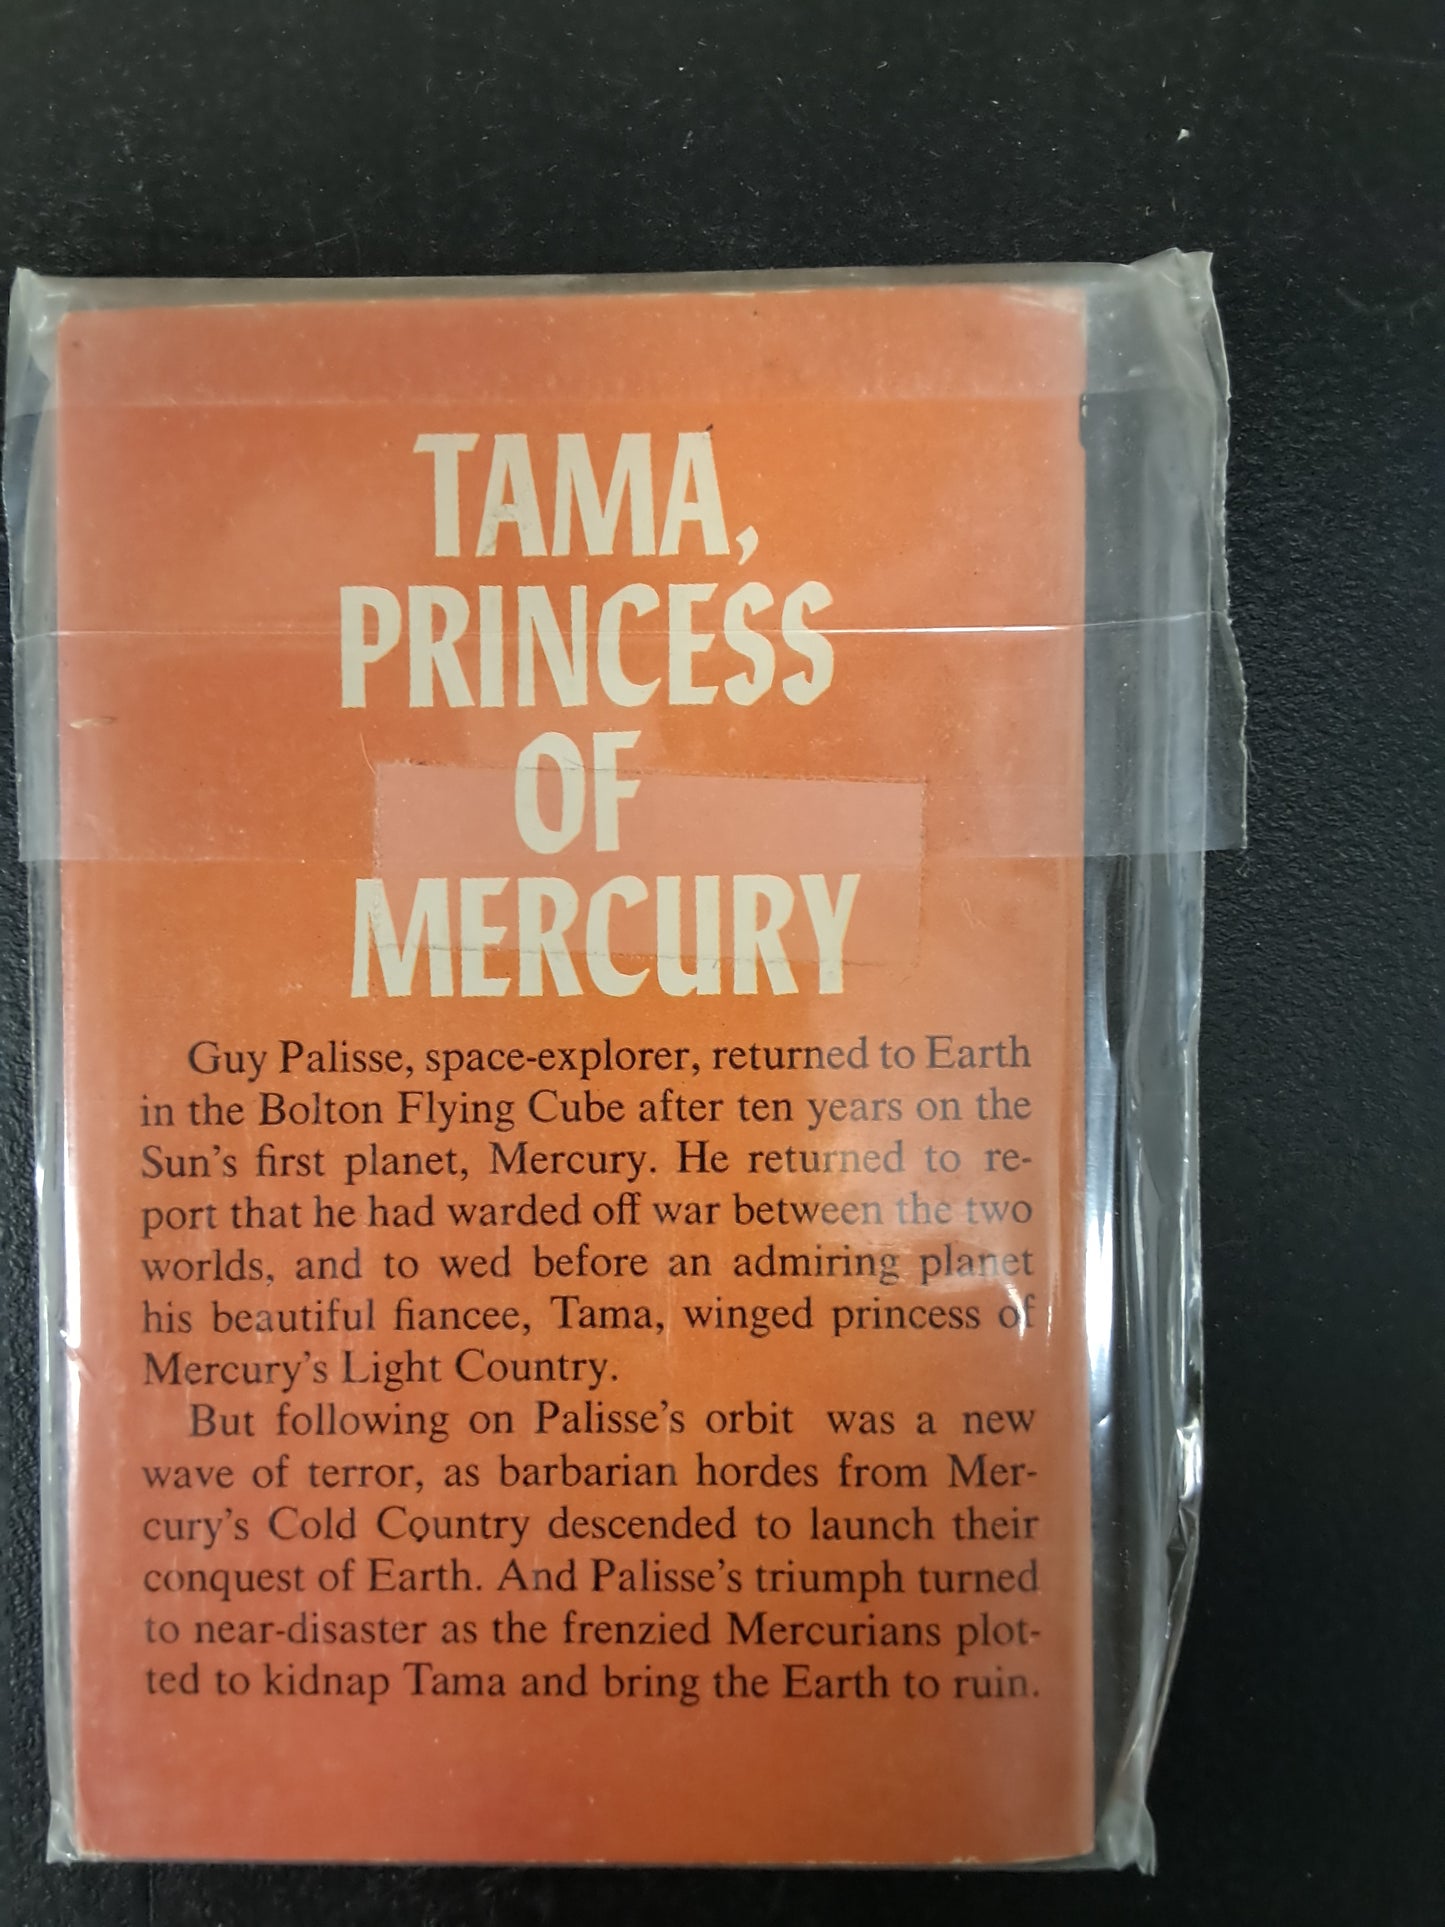 TAMA,
PRINCESS
OF
MERCURY
Guy Palisse, space-explorer, returned to Earth
in the Bolton Flying Cube after ten years on the
Sun's first planet, Mercury. He returned to re-
port that he had warded off war between the two
worlds, and to wed before an admiring planet
his beautiful fiancee, Tama, winged princess of
Mercury's Light Country.
But following on Palisse's orbit was a new
wave of terror, as barbarian hordes from Mer-
cury's Cold Country descended to launch their
conquest of Earth. And Palisse's triumph turned
to near-disaster as the frenzied Mercurians plot-
ted to kidnap Tama and bring the Earth to ruin.